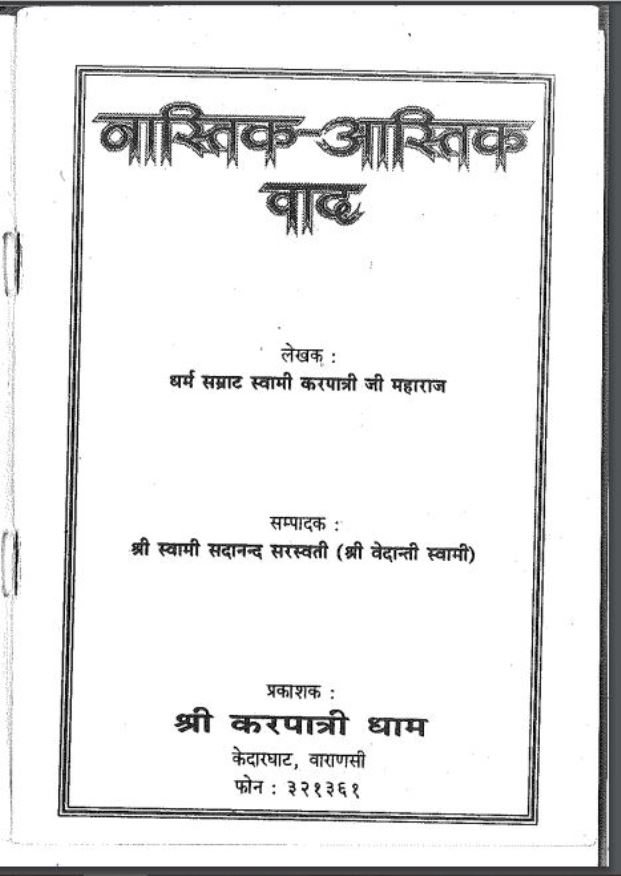 नास्तिक-आस्तिक
वाद
लेखक :
धर्म सम्राट स्वामी करपात्री जी महाराज
सम्पादक :
श्री स्वामी सदानन्द सरस्वती (श्री वेदान्ती स्वामी)
प्रकाशक :
श्री करपात्री धाम
केदारघाट, वाराणसी
फोन : ३२१३६१